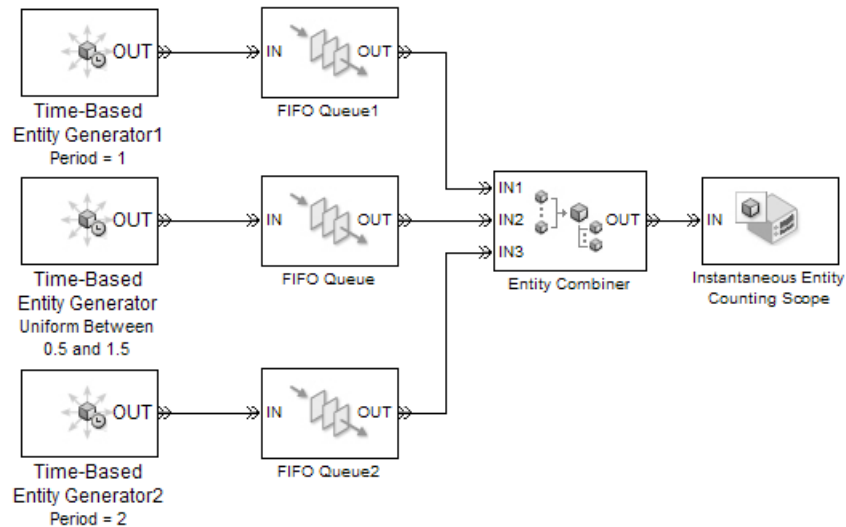 OUT
Time-Based
Entity Generator1
Period = 1
IN
OUT
FIFO Queue1
OUT
Time-Based
Entity Generator
Uniform Between
0.5 and 1.5
IN
OUT
FIFO Queue
OUT
Time-Based
Entity Generator2
Period = 2
IN
OUT
FIFO Queue2
IN1
IN2
IN3
OUT
Entity Combiner
IN
Instantaneous Entity
Counting Scope